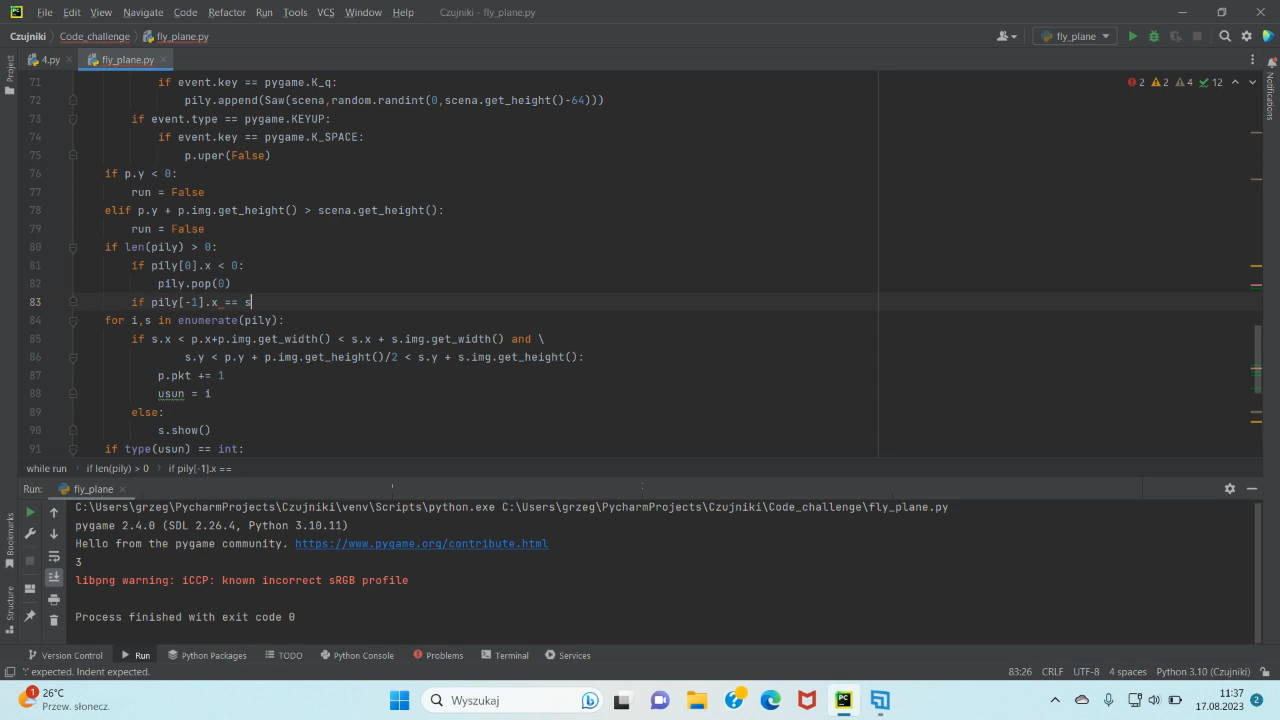 File Edit View Navigate Code Refactor Run Tools VCS Window Help fly_plane.py
Czujniki Code_challenge fly_plane.py fly_plane
4.py fly_plane.py
Project
Notifications
2 2 4 12
71 if event.key == pygame.K_q:
72 pily.append(Saw(scena,random.randint(0,scena.get_height()-64)))
73 if event.type == pygame.KEYUP:
74 if event.key == pygame.K_SPACE:
75 p.uper(False)
76 if p.y < 0:
77 run = False
78 elif p.y + p.img.get_height() > scena.get_height():
79 run = False
80 if len(pily) > 0:
81 if pily[0].x < 0:
82 pily.pop(0)
83 if pily[-1].x == s
84 for i,s in enumerate(pily):
85 if s.x < p.x+p.img.get_width() < s.x + s.img.get_width() and \
86 s.y < p.y + p.img.get_height()/2 < s.y + s.img.get_height():
87 p.pkt += 1
88 usun = i
89 else:
90 s.show()
91 if type(usun) == int:
while run if len(pily) > 0 if pily[-1].x ==
Run: fly_plane
C:\Users\grzeg\PycharmProjects\Czujniki\venv\Scripts\python.exe C:\Users\grzeg\PycharmProjects\Czujniki\Code_challenge\fly_plane.py
pygame 2.4.0 (SDL 2.26.4, Python 3.10.11)
Hello from the pygame community. https://www.pygame.org/contribute.html
3
libpng warning: iCCP: known incorrect sRGB profile
Process finished with exit code 0
Bookmarks
Structure
Version Control Run Python Packages TODO Python Console Problems Terminal Services
':' expected. Indent expected. 83:26 CRLF UTF-8 4 spaces Python 3.10 (Czujniki)
1 26°C
Przew. słonecz.
Wyszukaj
11:37
17.08.2023 2